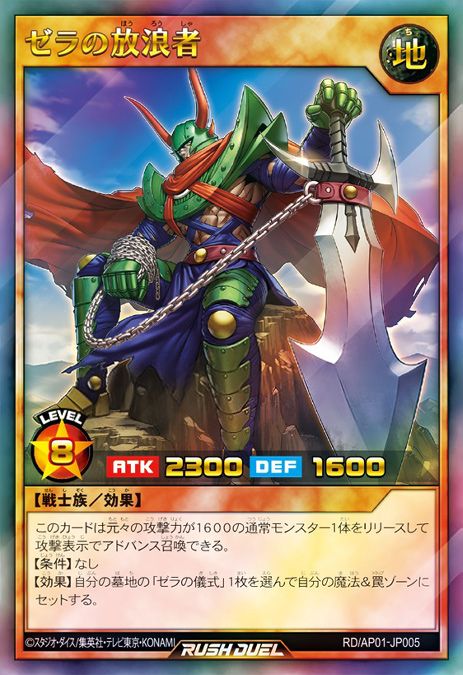 ゼラの放浪者
ほう ろう しゃ
地
LEVEL
8
ATK 2300 DEF 1600
【戦士族／効果】
このカードは元々の攻撃力が1600の通常モンスター1体をリリースして
攻撃表示でアドバンス召喚できる。
【条件】なし
【効果】自分の墓地の「ゼラの儀式」1枚を選んで自分の魔法&罠ゾーンに
セットする。
©スタジオ・ダイス/集英社・テレビ東京・KONAMI
RUSH DUEL
RD/AP01-JP005